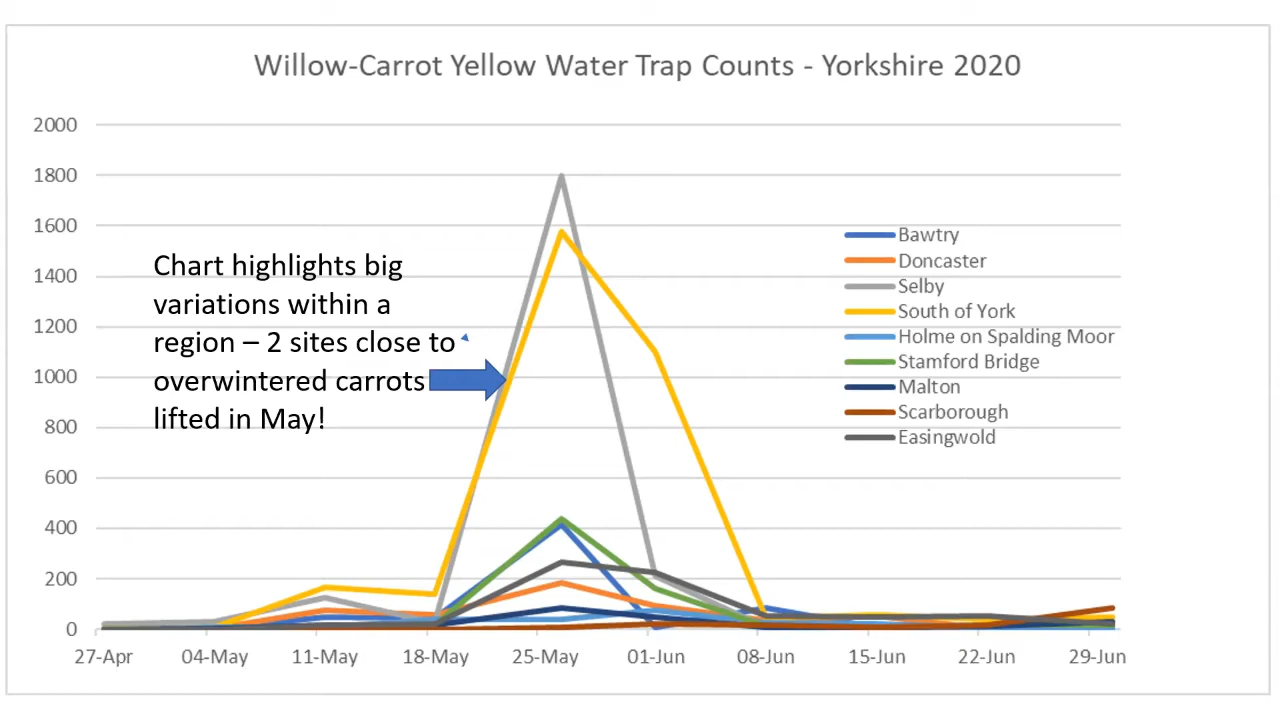 Willow-Carrot Yellow Water Trap Counts - Yorkshire 2020
2000
1800
1600
1400
1200
1000
800
600
400
200
0
Chart highlights big
variations within a
region – 2 sites close to
overwintered carrots
lifted in May!
Bawtry
Doncaster
Selby
South of York
Holme on Spalding Moor
Stamford Bridge
Malton
Scarborough
Easingwold
27-Apr
04-May
11-May
18-May
25-May
01-Jun
08-Jun
15-Jun
22-Jun
29-Jun